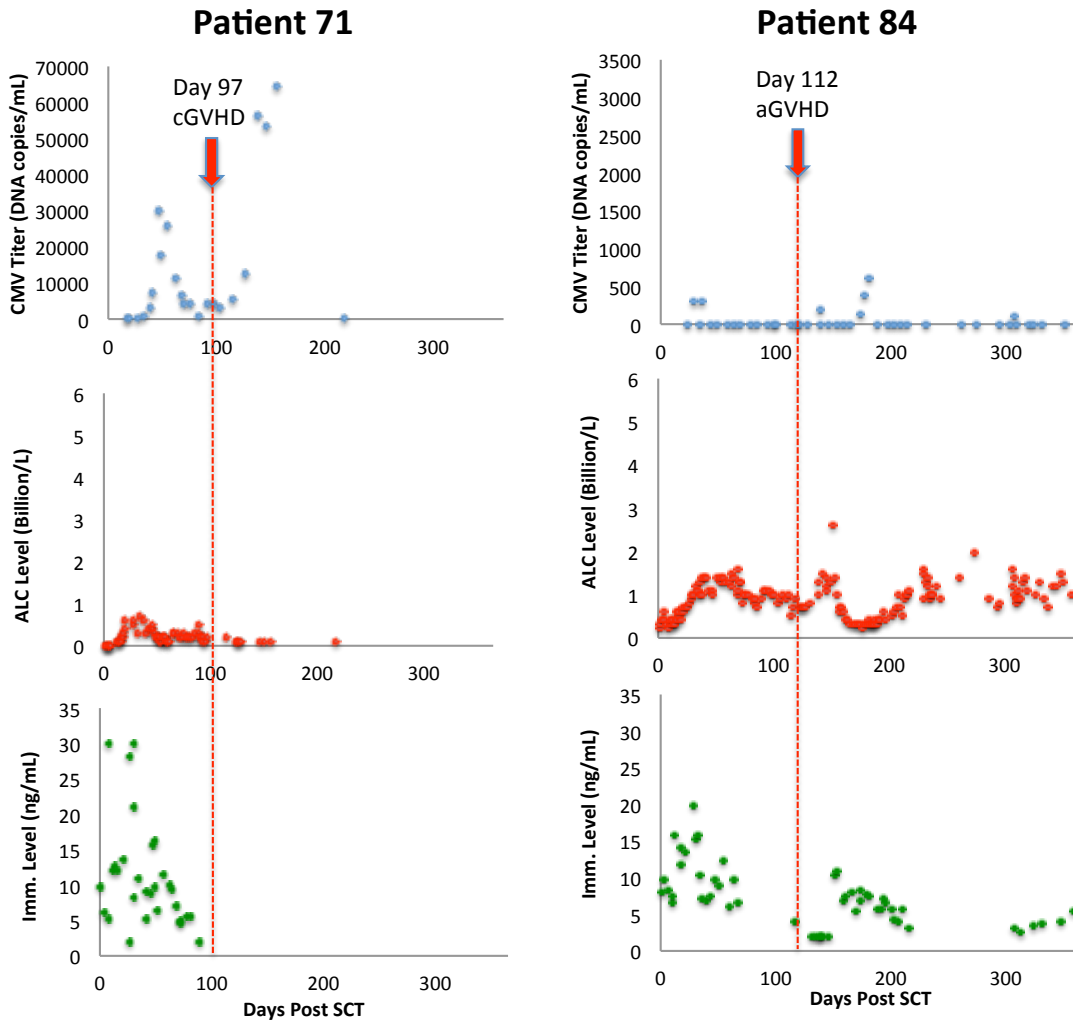 Patient 71
CMV Titer (DNA copies/mL)
70000
60000
50000
40000
30000
20000
10000
0
Day 97
cGVHD
0 100 200 300
ALC Level (Billion/L)
6
5
4
3
2
1
0
0 100 200 300
Imm. Level (ng/mL)
35
30
25
20
15
10
5
0
0 100 200 300
Days Post SCT
Patient 84
CMV Titer (DNA copies/mL)
3500
3000
2500
2000
1500
1000
500
0
Day 112
aGVHD
0 100 200 300
ALC Level (Billion/L)
6
5
4
3
2
1
0
0 100 200 300
Imm. Level (ng/mL)
35
30
25
20
15
10
5
0
0 100 200 300
Days Post SCT